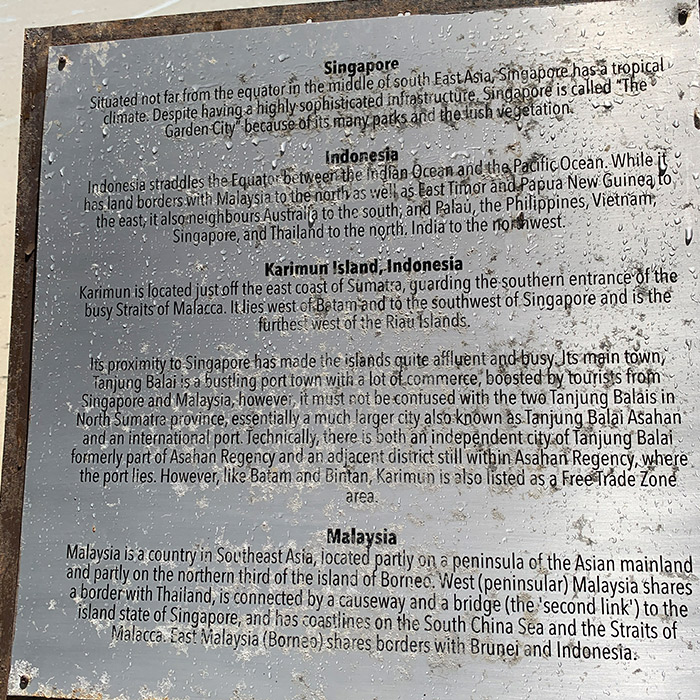 Singapore
Situated not far from the equator in the middle of south East Asia, Singapore has a tropical
climate. Despite having a highly sophisticated infrastructure, Singapore is called "The
Garden City" because of its many parks and the lush vegetation.
Indonesia
Indonesia straddles the Equator between the Indian Ocean and the Pacific Ocean. While it
has land borders with Malaysia to the north as well as East Timor and Papua New Guinea to
the east, it also neighbours Australia to the south, and Palau, the Philippines, Vietnam,
Singapore, and Thailand to the north. India to the northwest.
Karimun Island, Indonesia
Karimun is located just off the east coast of Sumatra, guarding the southern entrance of the
busy Straits of Malacca. It lies west of Batam and to the southwest of Singapore and is the
furthest west of the Riau Islands.
Its proximity to Singapore has made the islands quite affluent and busy. Its main town,
Tanjung Balai is a bustling port town with a lot of commerce, boosted by tourists from
Singapore and Malaysia, however, it must not be confused with the two Tanjung Balais in
North Sumatra province, essentially a much larger city also known as Tanjung Balai Asahan
and an international port. Technically, there is both an independent city of Tanjung Balai
formerly part of Asahan Regency and an adjacent district still within Asahan Regency, where
the port lies. However, like Batam and Bintan, Karimun is also listed as a Free Trade Zone
area.
Malaysia
Malaysia is a country in Southeast Asia, located partly on a peninsula of the Asian mainland
and partly on the northern third of the island of Borneo. West (peninsular) Malaysia shares
a border with Thailand, is connected by a causeway and a bridge (the 'second link') to the
island state of Singapore, and has coastlines on the South China Sea and the Straits of
Malacca. East Malaysia (Borneo) shares borders with Brunei and Indonesia.